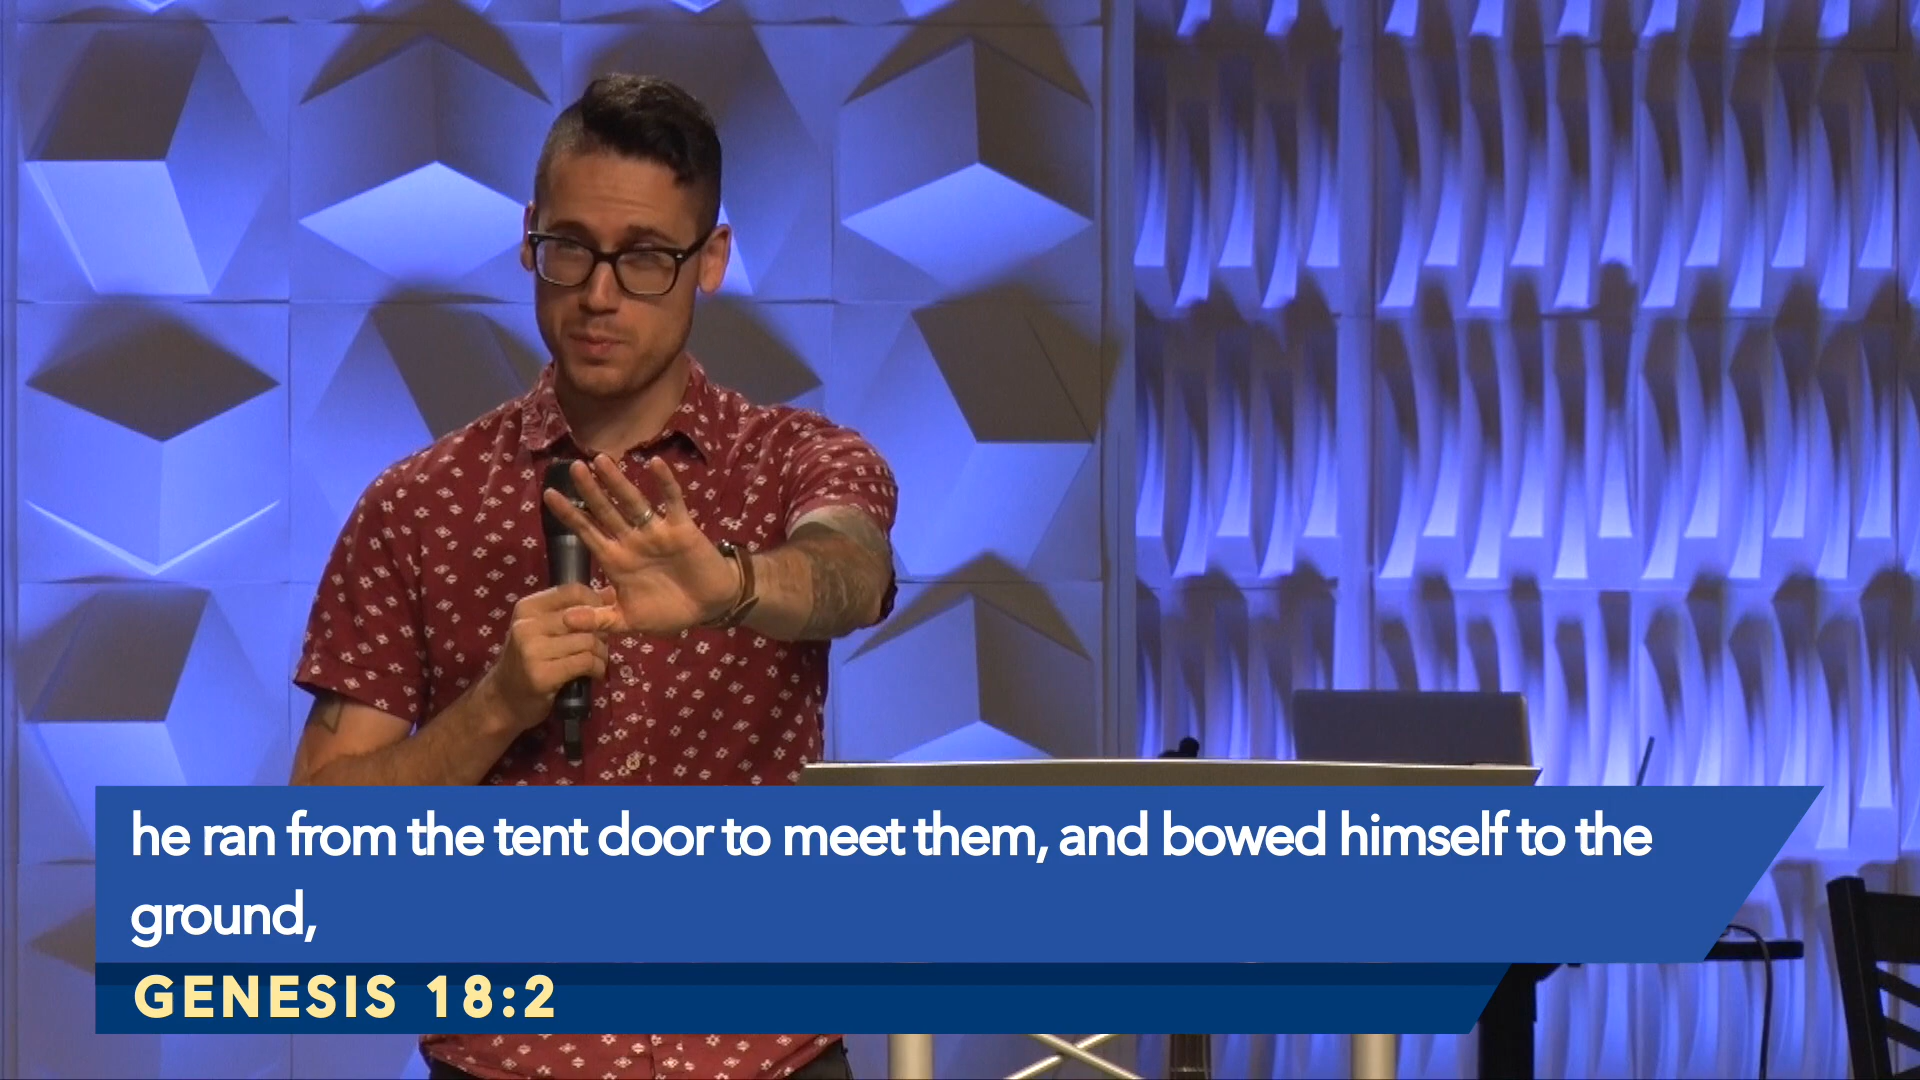 he ran from the tent door to meet them, and bowed himself to the
ground,
GENESIS 18:2